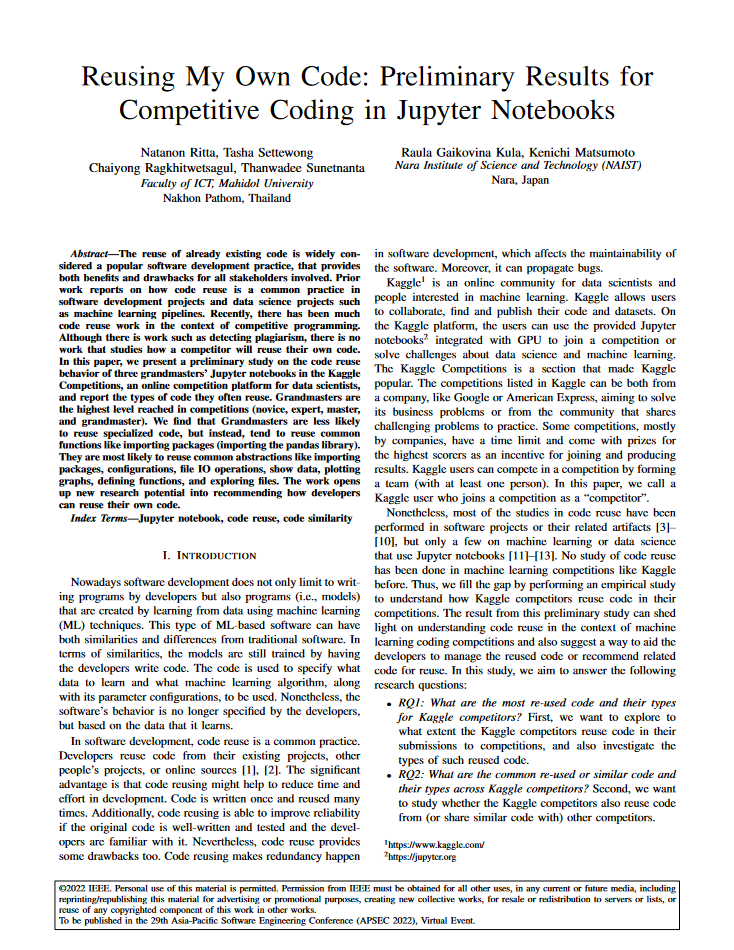 Reusing My Own Code: Preliminary Results for
Competitive Coding in Jupyter Notebooks
Natanon Ritta, Tasha Settewong
Chaiyong Ragkhitwetsagul, Thanwadee Sunetnanta
Faculty of ICT, Mahidol University
Nakhon Pathom, Thailand
Raula Gaikovina Kula, Kenichi Matsumoto
Nara Institute of Science and Technology (NAIST)
Nara, Japan
Abstract—The reuse of already existing code is widely con-
sidered a popular software development practice, that provides
both benefits and drawbacks for all stakeholders involved. Prior
work reports on how code reuse is a common practice in
software development projects and data science projects such
as machine learning pipelines. Recently, there has been much
code reuse work in the context of competitive programming.
Although there is work such as detecting plagiarism, there is no
work that studies how a competitor will reuse their own code.
In this paper, we present a preliminary study on the code reuse
behavior of three grandmasters' Jupyter notebooks in the Kaggle
Competitions, an online competition platform for data scientists,
and report the types of code they often reuse. Grandmasters are
the highest level reached in competitions (novice, expert, master,
and grandmaster). We find that Grandmasters are less likely
to reuse specialized code, but instead, tend to reuse common
functions like importing packages (importing the pandas library).
They are most likely to reuse common abstractions like importing
packages, configurations, file IO operations, show data, plotting
graphs, defining functions, and exploring files. The work opens
up new research potential into recommending how developers
can reuse their own code.
Index Terms—Jupyter notebook, code reuse, code similarity
I. INTRODUCTION
Nowadays software development does not only limit to writ-
ing programs by developers but also programs (i.e., models)
that are created by learning from data using machine learning
(ML) techniques. This type of ML-based software can have
both similarities and differences from traditional software. In
terms of similarities, the models are still trained by having
the developers write code. The code is used to specify what
data to learn and what machine learning algorithm, along
with its parameter configurations, to be used. Nonetheless, the
software's behavior is no longer specified by the developers,
but based on the data that it learns.
In software development, code reuse is a common practice.
Developers reuse code from their existing projects, other
people's projects, or online sources [1], [2]. The significant
advantage is that code reusing might help to reduce time and
effort in development. Code is written once and reused many
times. Additionally, code reusing is able to improve reliability
if the original code is well-written and tested and the devel-
opers are familiar with it. Nevertheless, code reuse provides
some drawbacks too. Code reusing makes redundancy happen
in software development, which affects the maintainability of
the software. Moreover, it can propagate bugs.
Kaggle1 is an online community for data scientists and
people interested in machine learning. Kaggle allows users
to collaborate, find and publish their code and datasets. On
the Kaggle platform, the users can use the provided Jupyter
notebooks2 integrated with GPU to join a competition or
solve challenges about data science and machine learning.
The Kaggle Competitions is a section that made Kaggle
popular. The competitions listed in Kaggle can be both from
a company, like Google or American Express, aiming to solve
its business problems or from the community that shares
challenging problems to practice. Some competitions, mostly
by companies, have a time limit and come with prizes for
the highest scorers as an incentive for joining and producing
results. Kaggle users can compete in a competition by forming
a team (with at least one person). In this paper, we call a
Kaggle user who joins a competition as a “competitor”.
Nonetheless, most of the studies in code reuse have been
performed in software projects or their related artifacts [3]–
[10], but only a few on machine learning or data science
that use Jupyter notebooks [11]–[13]. No study of code reuse
has been done in machine learning competitions like Kaggle
before. Thus, we fill the gap by performing an empirical study
to understand how Kaggle competitors reuse code in their
competitions. The result from this preliminary study can shed
light on understanding code reuse in the context of machine
learning coding competitions and also suggest a way to aid the
developers to manage the reused code or recommend related
code for reuse. In this study, we aim to answer the following
research questions:
• RQ1: What are the most re-used code and their types
for Kaggle competitors? First, we want to explore to
what extent the Kaggle competitors reuse code in their
submissions to competitions, and also investigate the
types of such reused code.
• RQ2: What are the common re-used or similar code and
their types across Kaggle competitors? Second, we want
to study whether the Kaggle competitors also reuse code
from (or share similar code with) other competitors.
1https://www.kaggle.com/
2https://jupyter.org
©2022 IEEE. Personal use of this material is permitted. Permission from IEEE must be obtained for all other uses, in any current or future media, including
reprinting/republishing this material for advertising or promotional purposes, creating new collective works, for resale or redistribution to servers or lists, or
reuse of any copyrighted component of this work in other works.
To be published in the 29th Asia-Pacific Software Engineering Conference (APSEC 2022), Virtual Event.